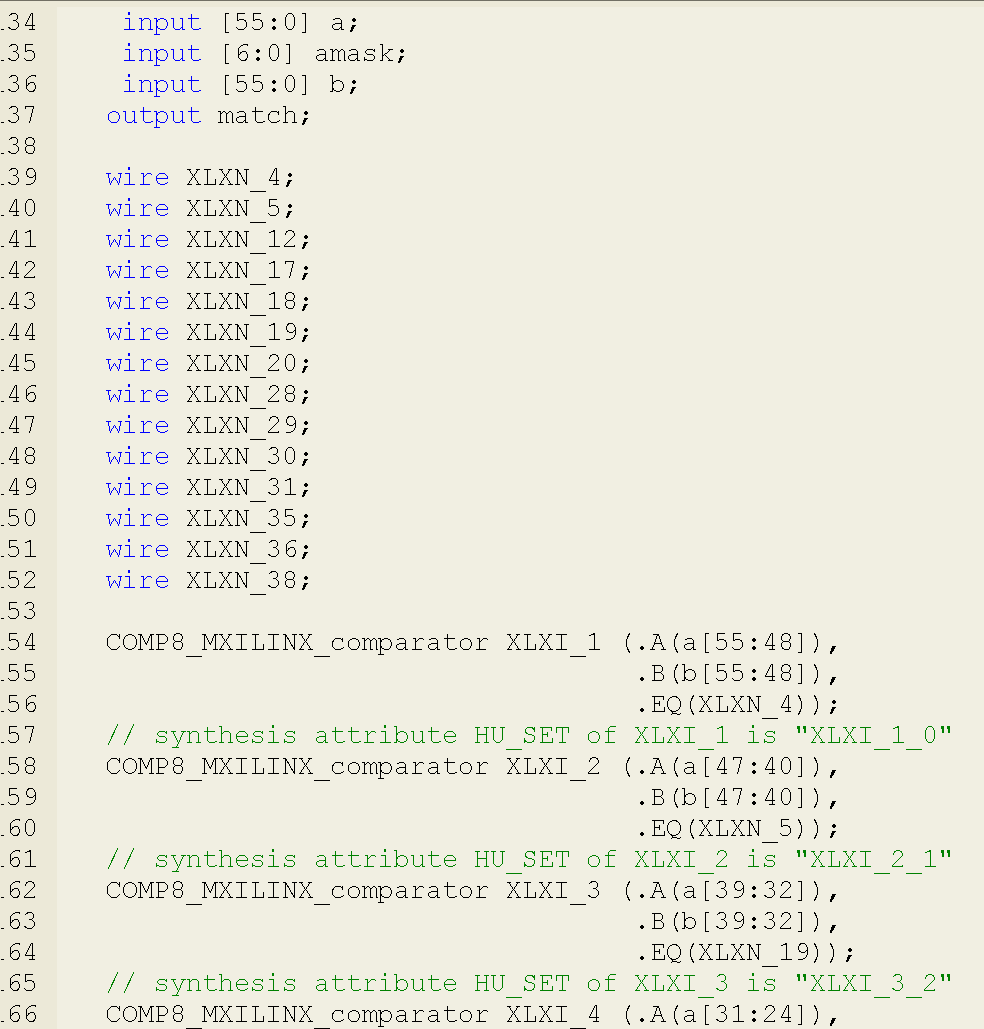 .34        input [55:0] a;
.35        input [6:0] amask;
.36        input [55:0] b;
.37       output match;
.38
.39       wire XLXN_4;
.40       wire XLXN_5;
.41       wire XLXN_12;
.42       wire XLXN_17;
.43       wire XLXN_18;
.44       wire XLXN_19;
.45       wire XLXN_20;
.46       wire XLXN_28;
.47       wire XLXN_29;
.48       wire XLXN_30;
.49       wire XLXN_31;
.50       wire XLXN_35;
.51       wire XLXN_36;
.52       wire XLXN_38;
.53
.54       COMP8_MXILINX_comparator XLXI_1 (.A(a[55:48]),
.55                                        .B(b[55:48]),
.56                                        .EQ(XLXN_4));
.57       // synthesis attribute HU_SET of XLXI_1 is "XLXI_1_0"
.58       COMP8_MXILINX_comparator XLXI_2 (.A(a[47:40]),
.59                                        .B(b[47:40]),
.60                                        .EQ(XLXN_5));
.61       // synthesis attribute HU_SET of XLXI_2 is "XLXI_2_1"
.62       COMP8_MXILINX_comparator XLXI_3 (.A(a[39:32]),
.63                                        .B(b[39:32]),
.64                                        .EQ(XLXN_19));
.65       // synthesis attribute HU_SET of XLXI_3 is "XLXI_3_2"
.66       COMP8_MXILINX_comparator XLXI_4 (.A(a[31:24]),